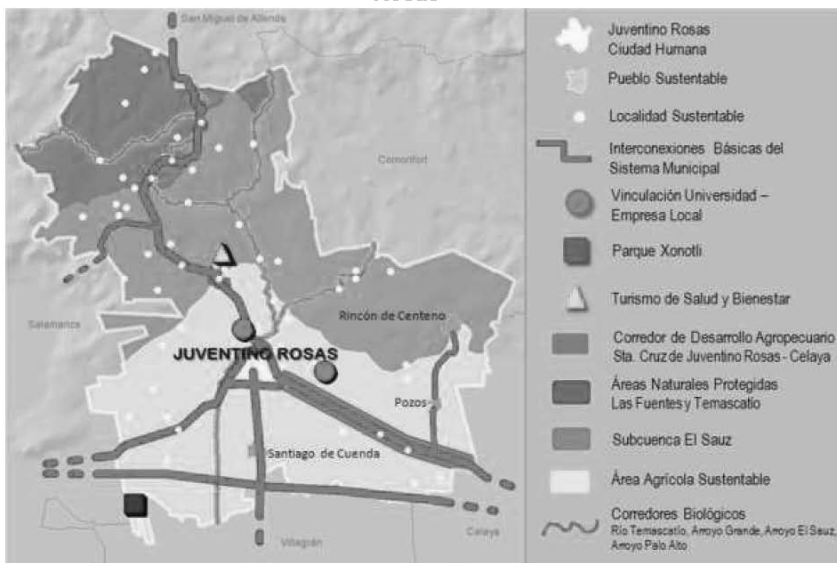 San Miguel de Allende
Comonfort
Rincón de Centeno
Salamanca
JUVENTINO ROSAS
Pozos
Santiago de Cuenda
Villagrán
Celaya
Juventino Rosas
Ciudad Humana
Pueblo Sustentable
Localidad Sustentable
Interconexiones Básicas del
Sistema Municipal
Vinculación Universidad –
Empresa Local
Parque Xonotli
Turismo de Salud y Bienestar
Corredor de Desarrollo Agropecuario
Sta. Cruz de Juventino Rosas - Celaya
Áreas Naturales Protegidas
Las Fuentes y Temascatío
Subcuenca El Sauz
Área Agrícola Sustentable
Corredores Biológicos
Río Temascatío, Arroyo Grande, Arroyo El Sauz,
Arroyo Palo Alto